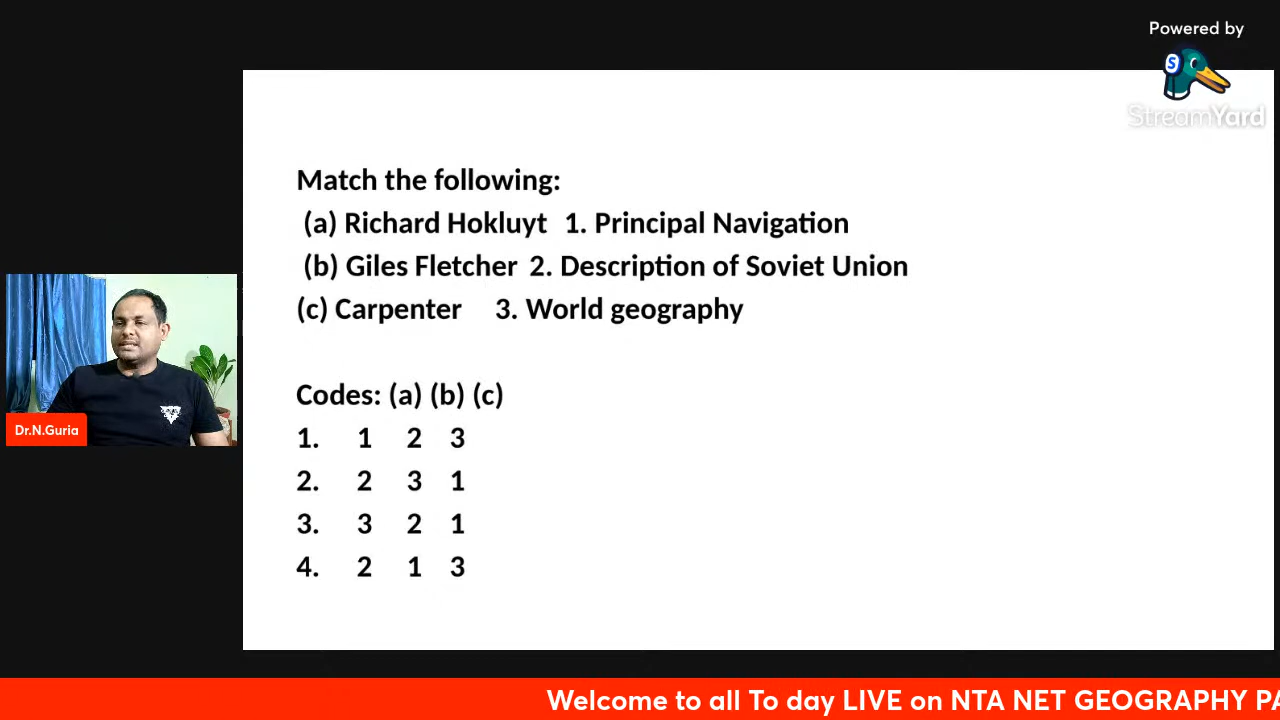 Powered by
StreamYard
Match the following:
(a) Richard Hokluyt 1. Principal Navigation
(b) Giles Fletcher 2. Description of Soviet Union
(c) Carpenter 3. World geography
Codes: (a) (b) (c)
1. 1 2 3
2. 2 3 1
3. 3 2 1
4. 2 1 3
Dr.N.Guria
Welcome to all To day LIVE on NTA NET GEOGRAPHY PA